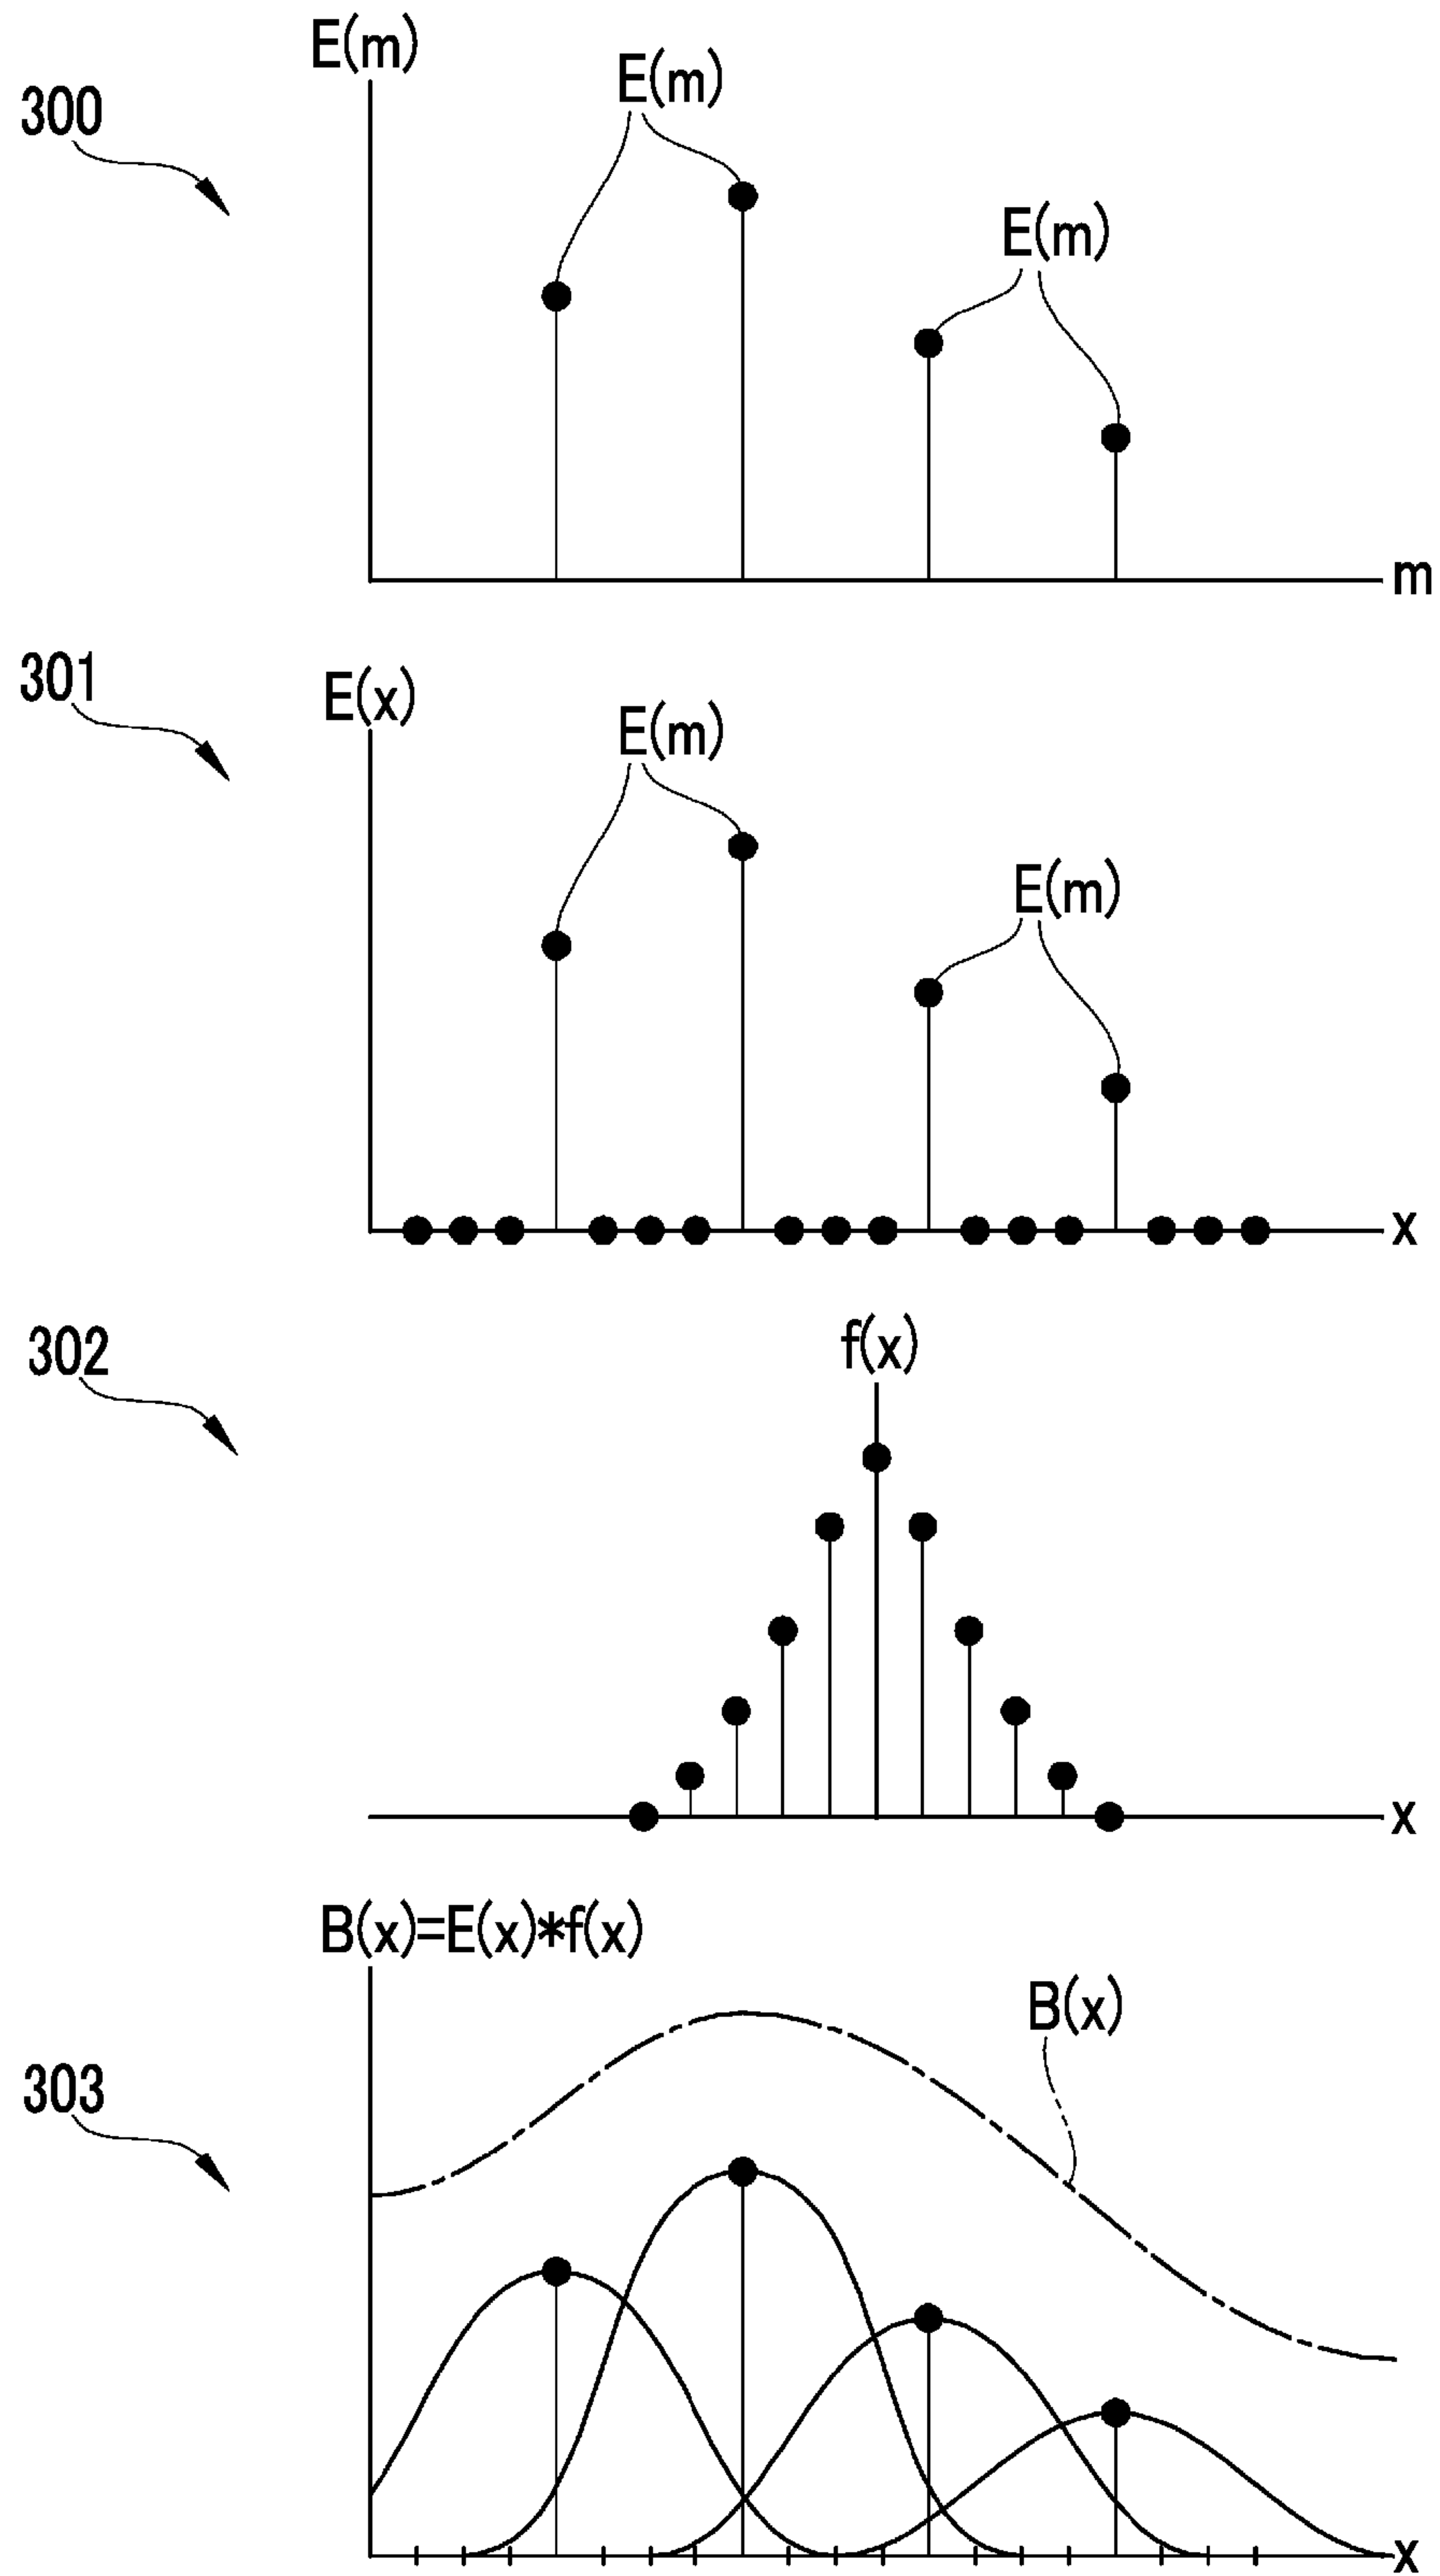 E(m)
300
E(m)
E(m)
m
301
E(x)
E(m)
E(m)
x
302
f(x)
x
B(x)=E(x)*f(x)
B(x)
303
x